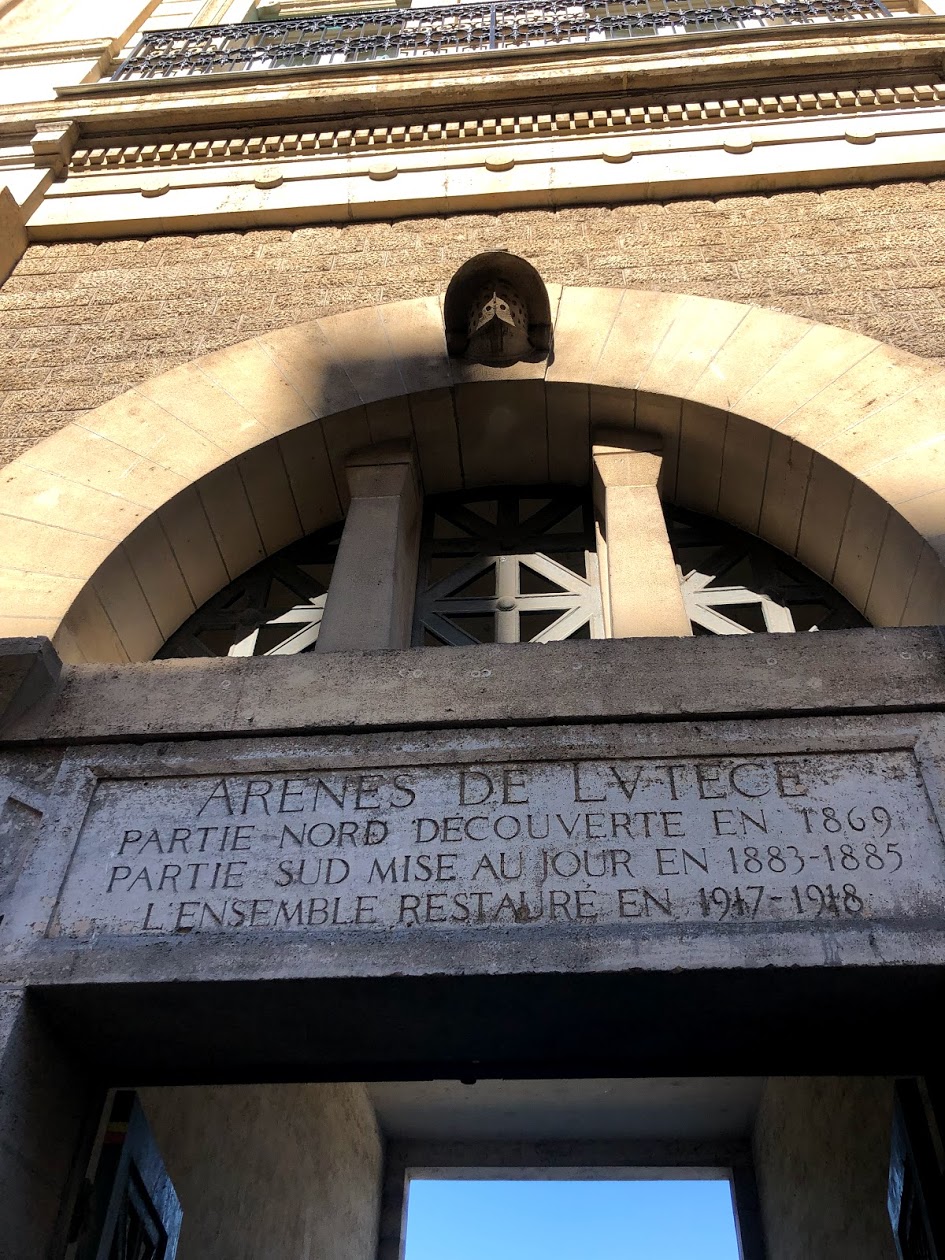 ARENES DE LVTECE
PARTIE NORD DECOUVERTE EN 1869
PARTIE SUD MISE AU JOUR EN 1883-1885
L'ENSEMBLE RESTAURÉ EN 1917-1918